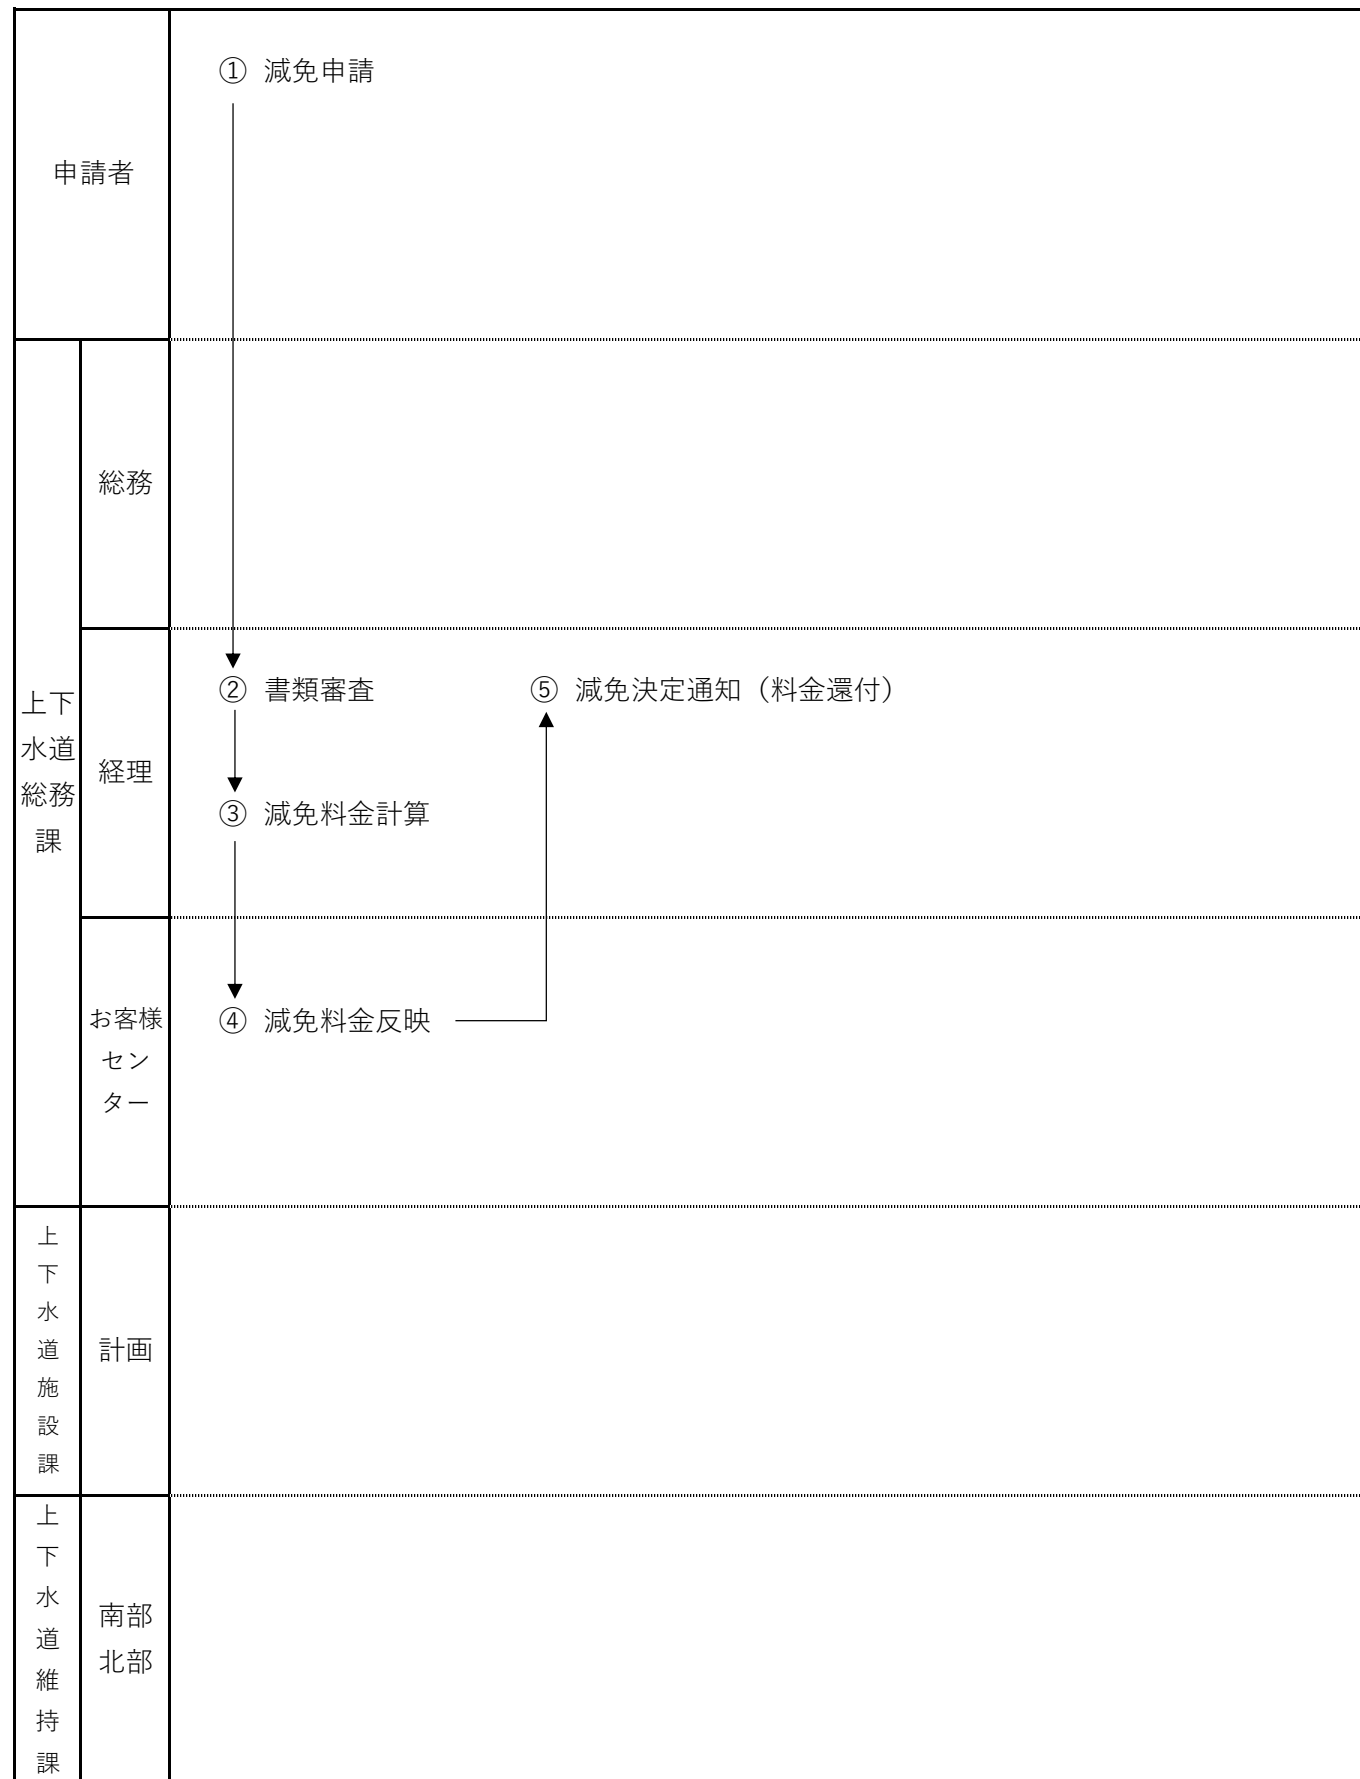 ① 減免申請
申請者
総務
② 書類審査
⑤ 減免決定通知（料金還付）
上下
水道
総務
課
経理
③ 減免料金計算
お客様
セン
ター
④ 減免料金反映
上
下
水
道
施
設
課
計画
上
下
水
道
維
持
課
南部
北部